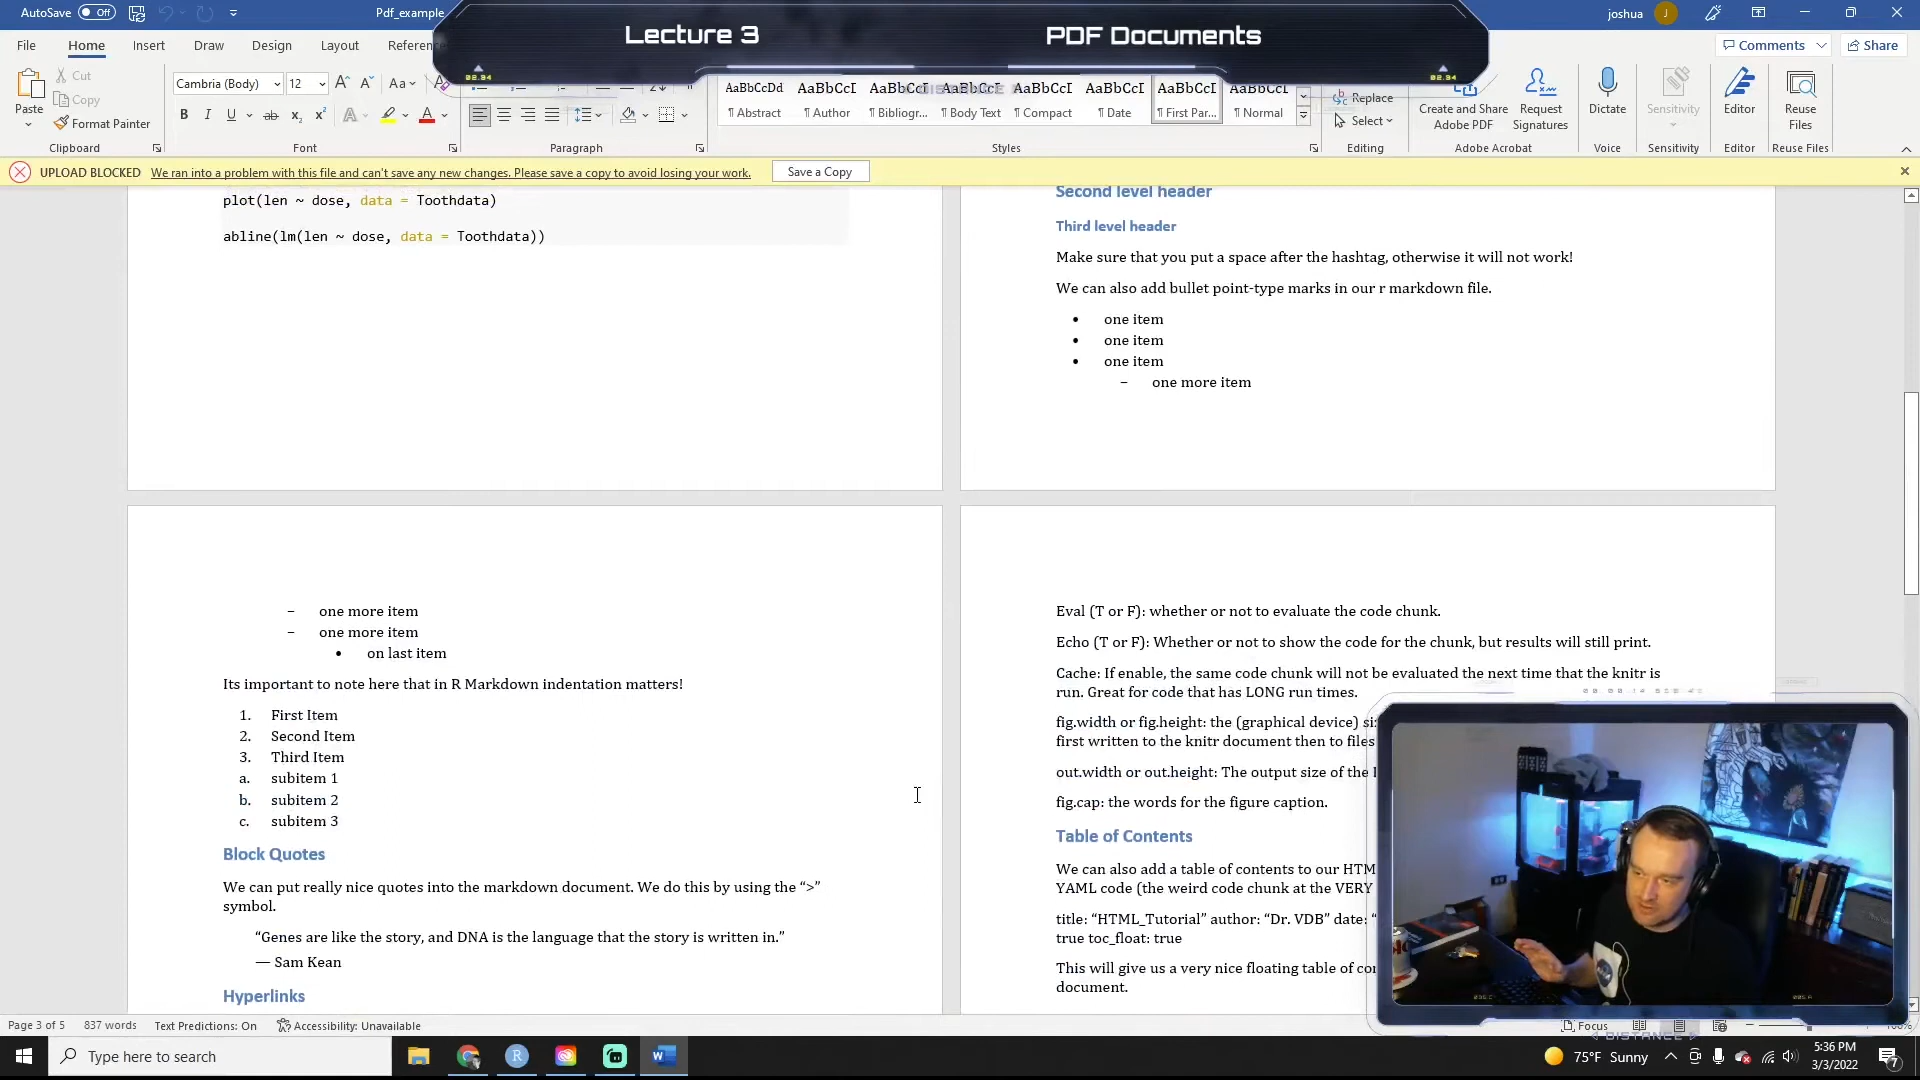 AutoSave Off
Pdf_example
joshua
J
Lecture 3
PDF Documents
File
Home
Insert
Draw
Design
Layout
Comments
Share
Paste
Cut
Copy
Format Painter
Cambria (Body)
12
Aa
B I U ab x₂ x²
AaBbCcDd
AaBbCcI
AaBbCcI
AaBbCcI
AaBbCcI
AaBbCcI
¶ Abstract
¶ Author
¶ Bibliogr...
¶ Body Text
¶ Compact
¶ Date
¶ First Par...
¶ Normal
Replace
Select
Create and Share
Adobe PDF
Request
Signatures
Dictate
Sensitivity
Editor
Reuse
Files
Clipboard
Font
Paragraph
Styles
Editing
Adobe Acrobat
Voice
Sensitivity
Editor
Reuse Files
UPLOAD BLOCKED We ran into a problem with this file and can't save any new changes. Please save a copy to avoid losing your work.
Save a Copy
plot(len ~ dose, data = Toothdata)
abline(lm(len ~ dose, data = Toothdata))
Second level header
Third level header
Make sure that you put a space after the hashtag, otherwise it will not work!
We can also add bullet point-type marks in our r markdown file.
• one item
• one item
• one item
– one more item
– one more item
– one more item
• on last item
Its important to note here that in R Markdown indentation matters!
1. First Item
2. Second Item
3. Third Item
a. subitem 1
b. subitem 2
c. subitem 3
Block Quotes
We can put really nice quotes into the markdown document. We do this by using the “>”
symbol.
“Genes are like the story, and DNA is the language that the story is written in.”
— Sam Kean
Hyperlinks
Eval (T or F): whether or not to evaluate the code chunk.
Echo (T or F): Whether or not to show the code for the chunk, but results will still print.
Cache: If enable, the same code chunk will not be evaluated the next time that the knitr is
run. Great for code that has LONG run times.
fig.width or fig.height: the (graphical device)
first written to the knitr document then to files
out.width or out.height: The output size of the
fig.cap: the words for the figure caption.
Table of Contents
We can also add a table of contents to our HTM
YAML code (the weird code chunk at the VERY
title: “HTML_Tutorial” author: “Dr. VDB” date: “
true toc_float: true
This will give us a very nice floating table of
document.
Page 3 of 5
837 words
Text Predictions: On
Accessibility: Unavailable
Focus
DISTANCE
Type here to search
75°F Sunny
5:36 PM
3/3/2022
7